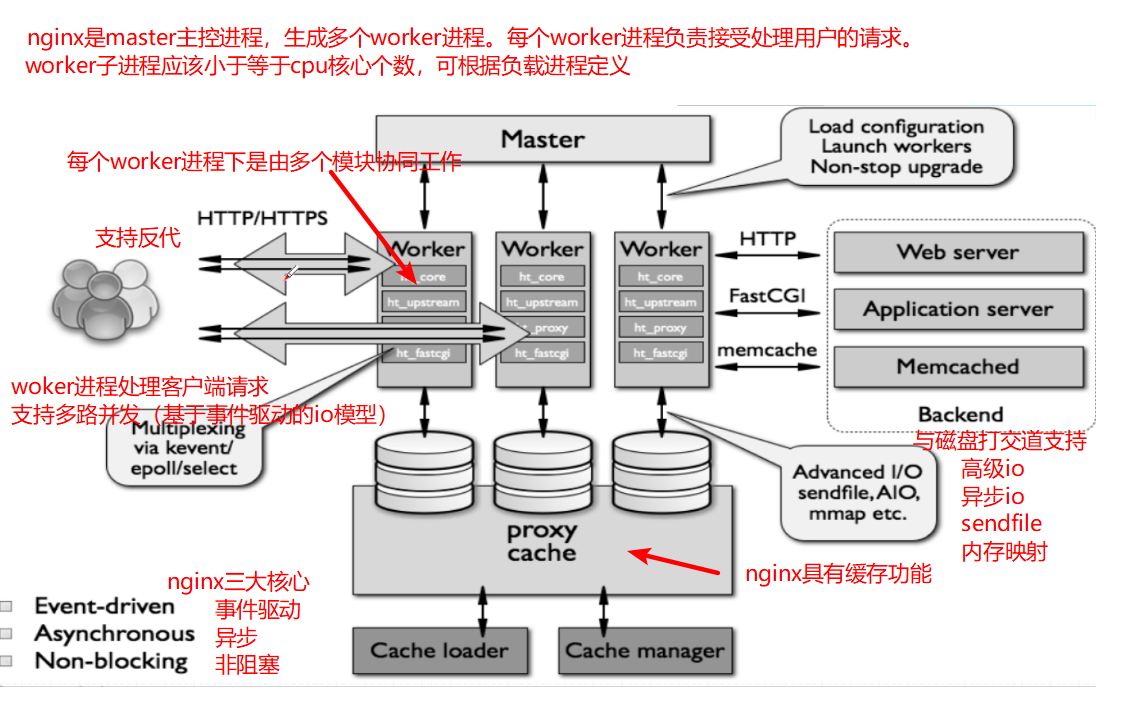 nginx是master主控进程，生成多个worker进程。每个worker进程负责接受处理用户的请求。
worker子进程应该小于等于cpu核心个数，可根据负载进程定义
Master
Load configuration
Launch workers
Non-stop upgrade
每个worker进程下是由多个模块协同工作
HTTP/HTTPS
支持反代
Worker
ht_core
ht_upstream
ht_fastcgi
Worker
ht_core
ht_upstream
ht_proxy
ht_fastcgi
Worker
ht_core
ht_upstream
ht_proxy
ht_fastcgi
HTTP
FastCGI
memcache
Web server
Application server
Memcached
Backend
woker进程处理客户端请求
支持多路并发（基于事件驱动的io模型）
Multiplexing
via kevent/
epoll/select
与磁盘打交道支持
高级io
异步io
sendfile
内存映射
Advanced I/O
sendfile, AIO,
mmap etc.
proxy
cache
nginx具有缓存功能
nginx三大核心
Event-driven 事件驱动
Asynchronous 异步
Non-blocking 非阻塞
Cache loader
Cache manager